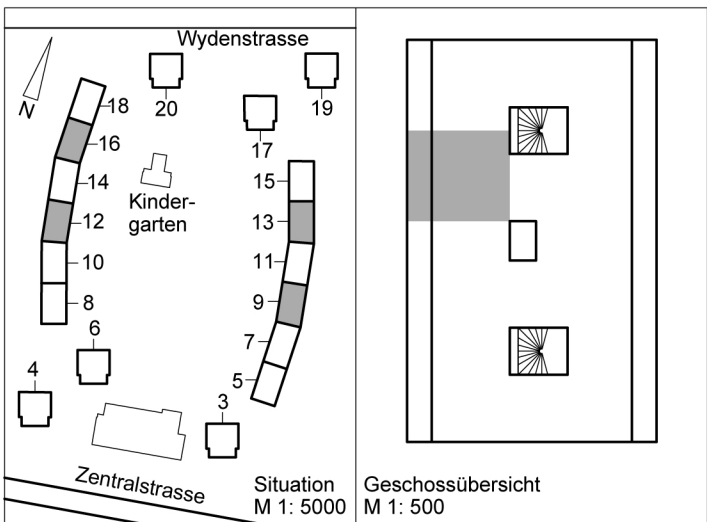 Wydenstrasse
N
18
20
19
16
17
14
15
Kinder-
garten
12
13
10
11
8
9
6
7
4
5
3
Zentralstrasse
Situation
M 1: 5000
Geschossübersicht
M 1: 500